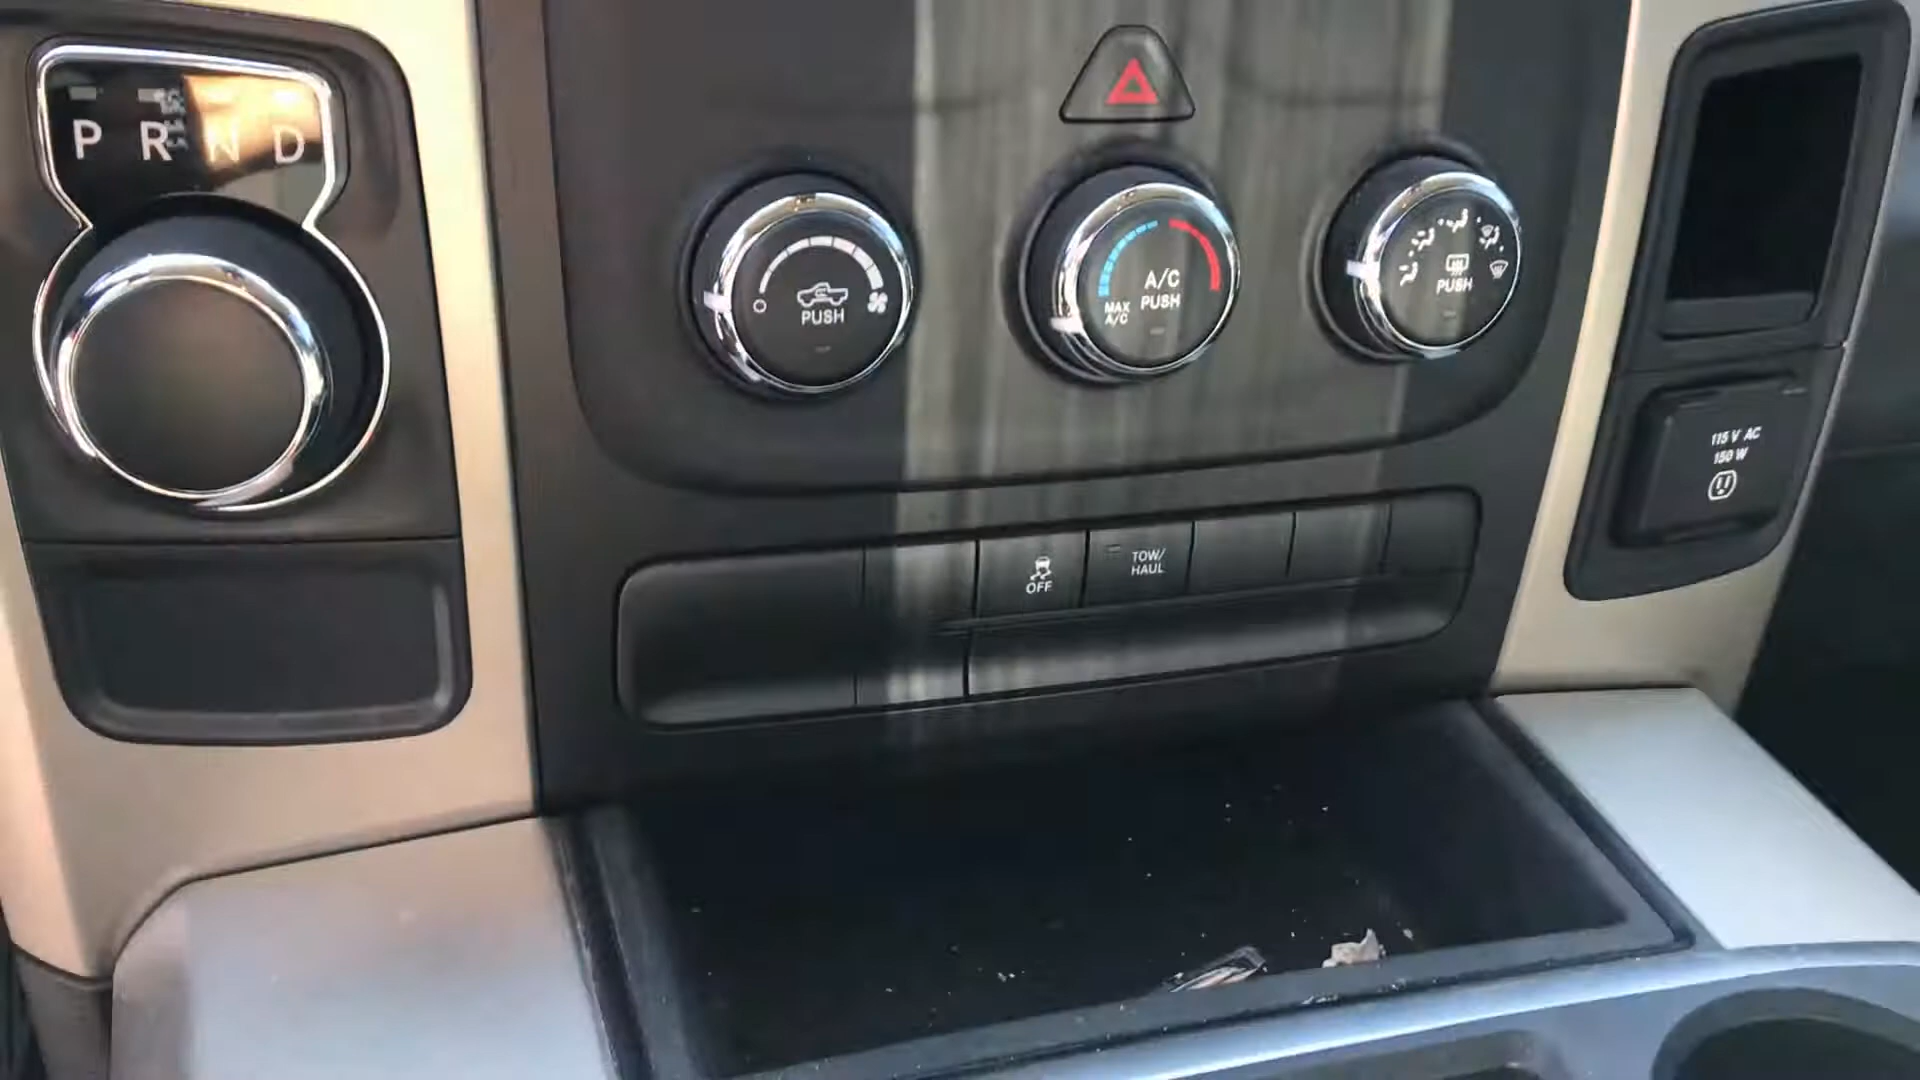 P R N D
PUSH
MAX
A/C
A/C
PUSH
PUSH
115 V AC
150 W
OFF
TOW/
HAUL